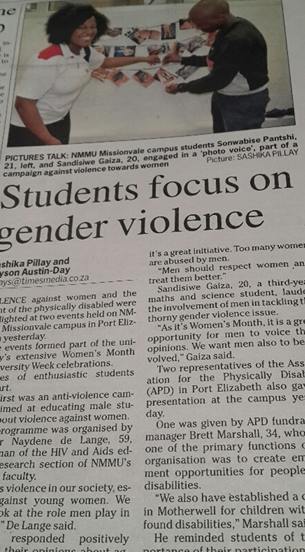 PICTURES TALK: NMMU Missionvale campus students Sonwabise Pantshi,
21, left, and Sandisiwe Gaiza, 20, engaged in a 'photo voice', part of a
campaign against violence towards women
Picture: SASHIKA PILLAY
Students focus on
gender violence
shika Pillay and
yson Austin-Day
ays@timesmedia.co.za
LENCE against women and the
nt of the physically disabled were
lighted at two events held on NM-
Missionvale campus in Port Eliz-
yesterday.
e events formed part of the uni-
y's extensive Women's Month
versity Week celebrations.
es of enthusiastic students
art.
first was an anti-violence cam-
aimed at educating male stu-
bout violence against women.
rogramme was organised by
r Naydene de Lange, 59,
man of the HIV and Aids ed-
esearch section of NMMU's
faculty.
s violence in our society, es-
gainst young women. We
ok at the role men play in
" De Lange said.
responded positively
their opinions about
it's a great initiative. Too many women
are abused by men.
"Men should respect women an
treat them better."
Sandisiwe Gaiza, 20, a third-yea
maths and science student, laude
the involvement of men in tackling th
thorny gender violence issue.
"As it's Women's Month, it is a gre
opportunity for men to voice th
opinions. We want men also to be
volved," Gaiza said.
Two representatives of the Ass
ation for the Physically Disa
(APD) in Port Elizabeth also gav
presentation at the campus yes
day.
One was given by APD fundra
manager Brett Marshall, 34, who
one of the primary functions o
organisation was to create em
ment opportunities for people
disabilities.
"We also have established a c
in Motherwell for children wit
found disabilities," Marshall sai
He reminded students of
portance of their participat